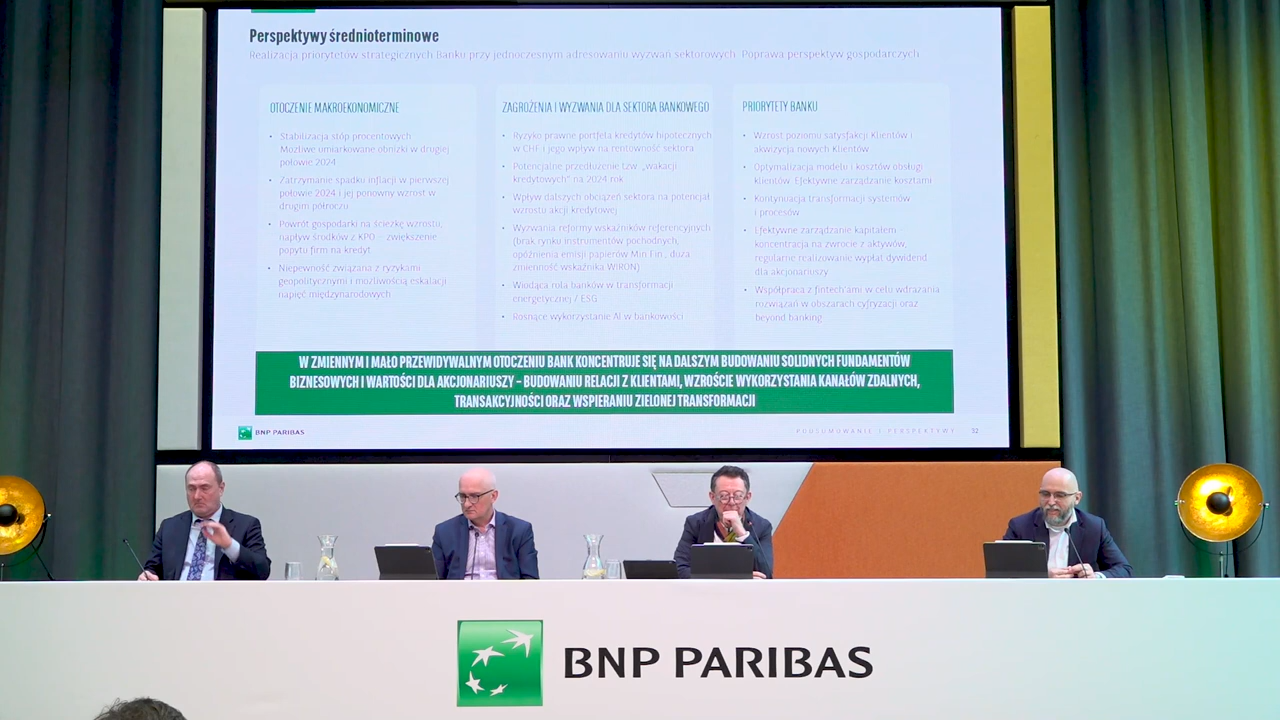 Perspektywy średnioterminowe
Realizacja priorytetów strategicznych Banku przy jednoczesnym adresowaniu wyzwań sektorowych. Poprawa perspektyw gospodarczych
OTOCZENIE MAKROEKONOMICZNE
• Stabilizacja stóp procentowych
Możliwe umiarkowane obniżki w drugiej
połowie 2024
• Zatrzymanie spadku inflacji w pierwszej
połowie 2024 i jej ponowny wzrost w
drugim półroczu
• Powrót gospodarki na ścieżkę wzrostu,
napływ środków z KPO – zwiększenie
popytu firm na kredyt
• Niepewność związana z ryzykami
geopolitycznymi i możliwością eskalacji
napięć międzynarodowych
ZAGROŻENIA I WYZWANIA DLA SEKTORA BANKOWEGO
• Ryzyko prawne portfela kredytów hipotecznych
w CHF i jego wpływ na rentowność sektora
• Potencjalne przedłużenie tzw. „wakacji
kredytowych" na 2024 rok
• Wpływ dalszych obciążeń sektora na potencjał
wzrostu akcji kredytowej
• Wyzwania reformy wskaźników referencyjnych
(brak rynku instrumentów pochodnych,
opóźnienia emisji papierów Min Fin., duża
zmienność wskaźnika WIRON)
• Wiodąca rola banków w transformacji
energetycznej / ESG
• Rosnące wykorzystanie AI w bankowości
PRIORYTETY BANKU
• Wzrost poziomu satysfakcji Klientów i
akwizycja nowych Klientów
• Optymalizacja modelu i kosztów obsługi
klientów. Efektywne zarządzanie kosztami
• Kontynuacja transformacji systemów
i procesów
• Efektywne zarządzanie kapitałem –
koncentracja na zwrocie z aktywów,
regularne realizowanie wypłat dywidend
dla akcjonariuszy
• Współpraca z fintech'ami w celu wdrażania
rozwiązań w obszarach cyfryzacji oraz
beyond banking
W ZMIENNYM I MAŁO PRZEWIDYWALNYM OTOCZENIU BANK KONCENTRUJE SIĘ NA DALSZYM BUDOWANIU SOLIDNYCH FUNDAMENTÓW
BIZNESOWYCH I WARTOŚCI DLA AKCJONARIUSZY – BUDOWANIU RELACJI Z KLIENTAMI, WZROŚCIE WYKORZYSTANIA KANAŁÓW ZDALNYCH,
TRANSAKCYJNOŚCI ORAZ WSPIERANIU ZIELONEJ TRANSFORMACJI
BNP PARIBAS
PODSUMOWANIE I PERSPEKTYWY 32
BNP PARIBAS